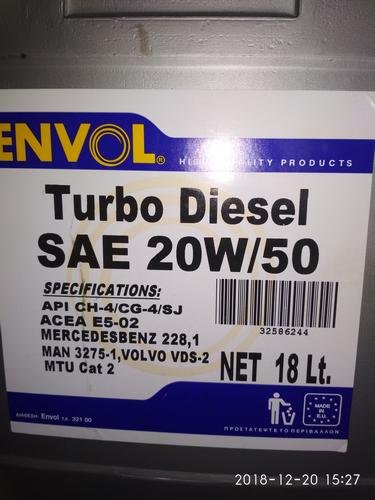 ENVOL®
HIGH QUALITY PRODUCTS
Turbo Diesel
SAE 20W/50
SPECIFICATIONS:
API CH-4/CG-4/SJ
ACEA E5-02
MERCEDESBENZ 228,1
MAN 3275-1,VOLVO VDS-2
MTU Cat 2
32586244
NET 18 Lt.
MADE
IN
E.U.
ΔΙΑΘΕΣΗ: Envol τ.κ. 321 00
ΠΡΟΣΤΑΤΕΨΤΕ ΤΟ ΠΕΡΙΒΑΛΛΟΝ
2018-12-20 15:27